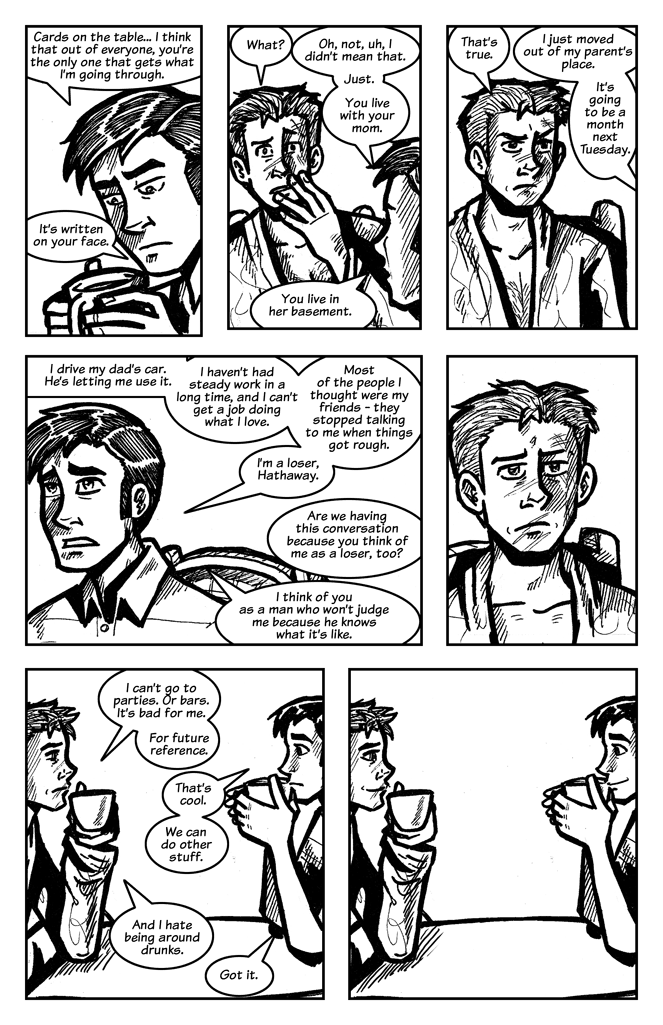 Cards on the table... I think
that out of everyone, you're
the only one that gets what
I'm going through.
It's written
on your face.
What?
Oh, not, uh, I
didn't mean that.
Just.
You live
with your
mom.
You live in
her basement.
That's
true.
I just moved
out of my parent's
place.
It's
going
to be a
month
next
Tuesday.
I drive my dad's car.
He's letting me use it.
I haven't had
steady work in a
long time, and I can't
get a job doing
what I love.
Most
of the people I
thought were my
friends - they
stopped talking
to me when things
got rough.
I'm a loser,
Hathaway.
Are we having
this conversation
because you think of
me as a loser, too?
I think of you
as a man who won't judge
me because he knows
what it's like.
I can't go to
parties. Or bars.
It's bad for me.
For future
reference.
That's
cool.
We can
do other
stuff.
And I hate
being around
drunks.
Got it.